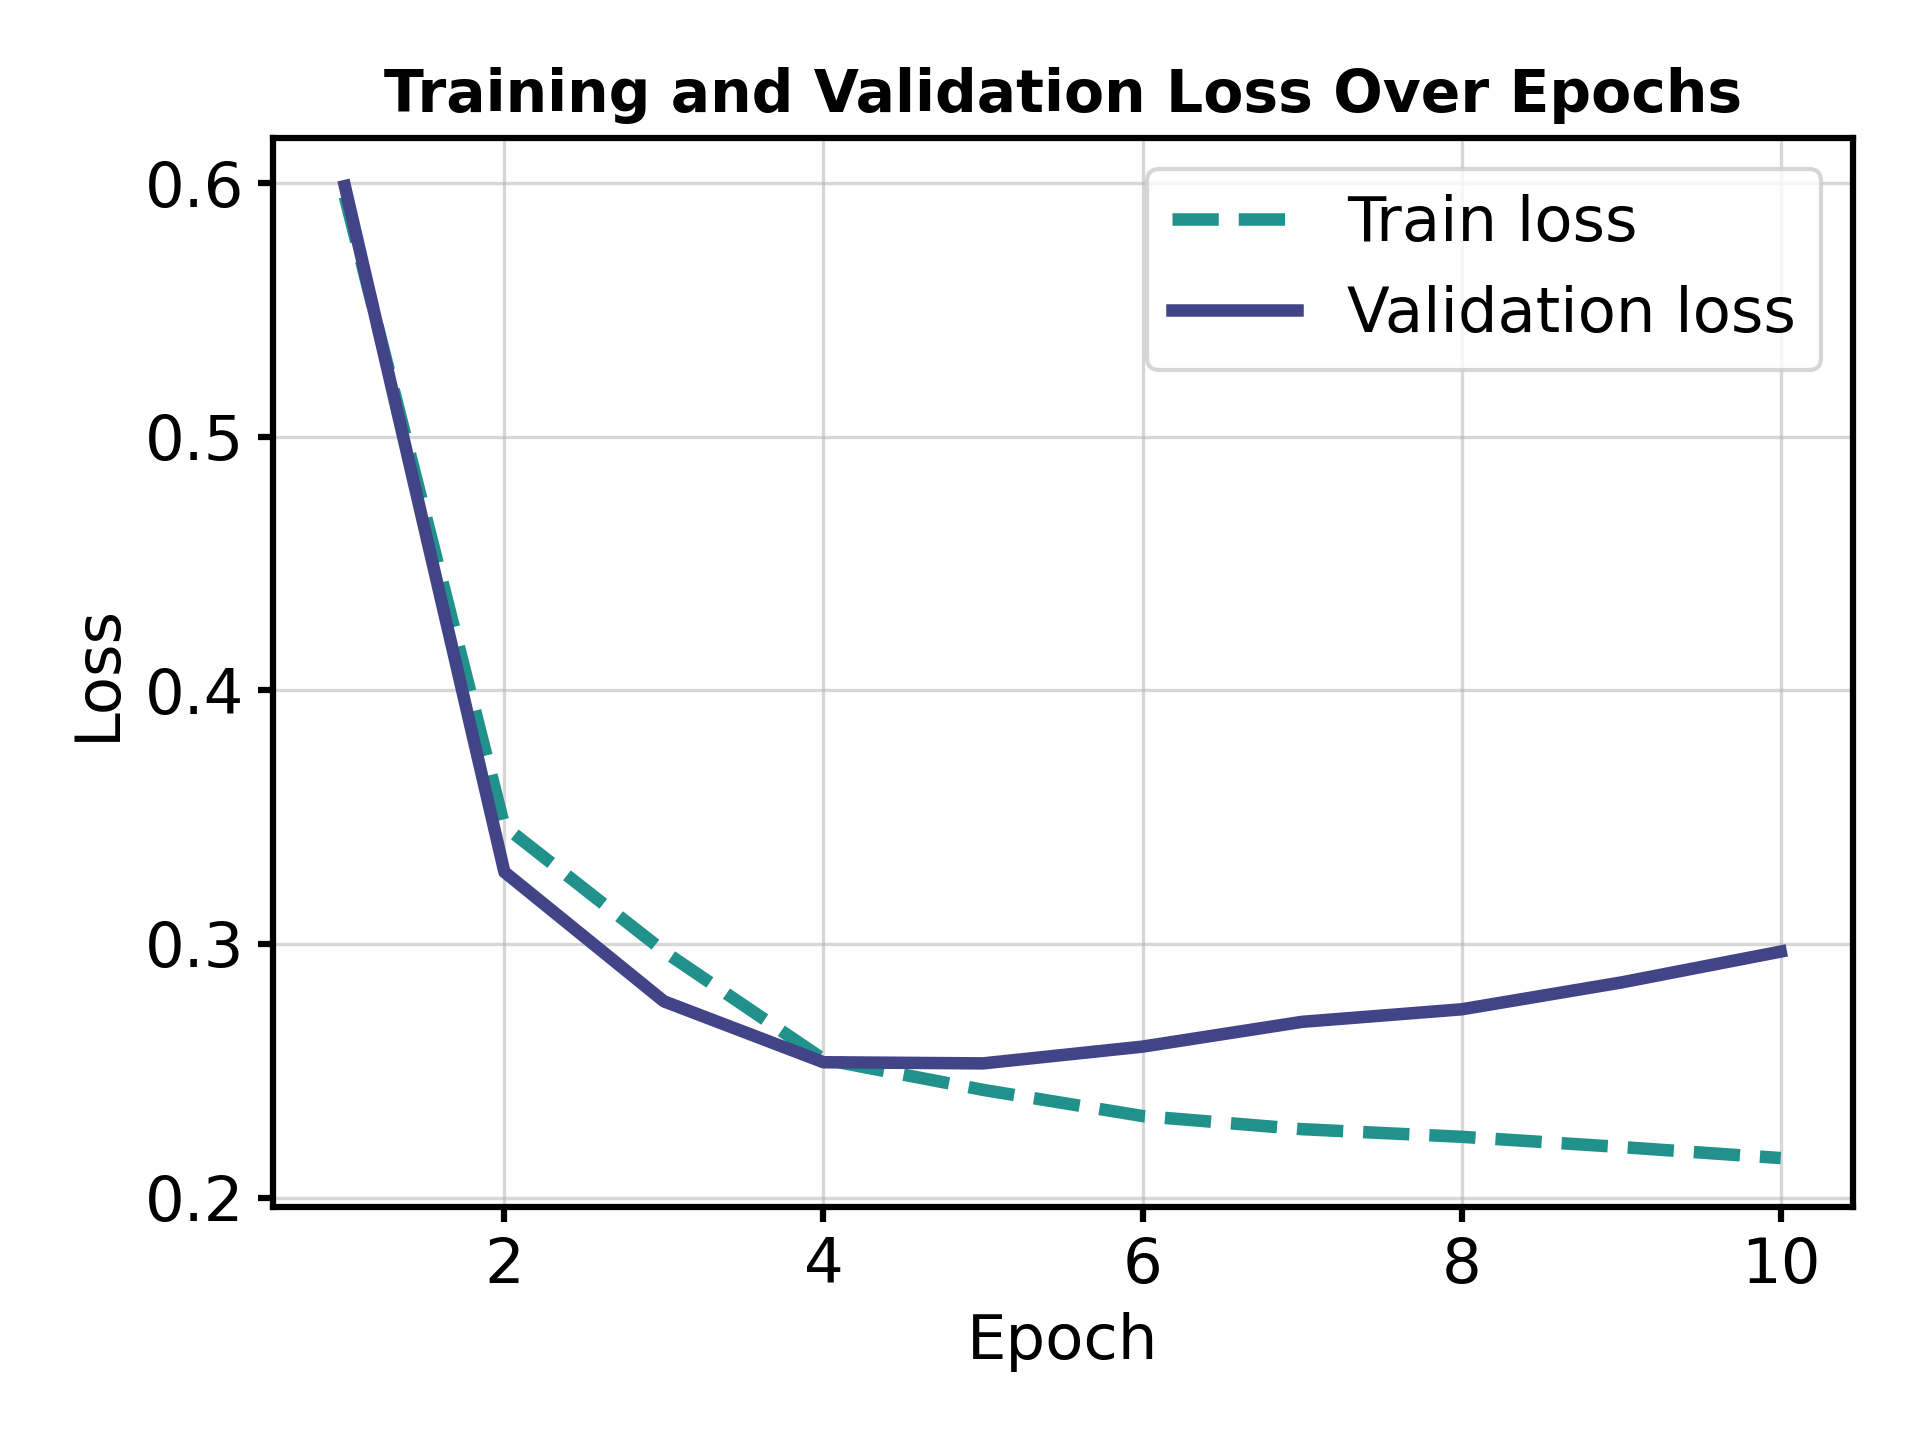 Training and Validation Loss Over Epochs
Train loss
Validation loss
Loss
0.6
0.5
0.4
0.3
0.2
2 4 6 8 10
Epoch